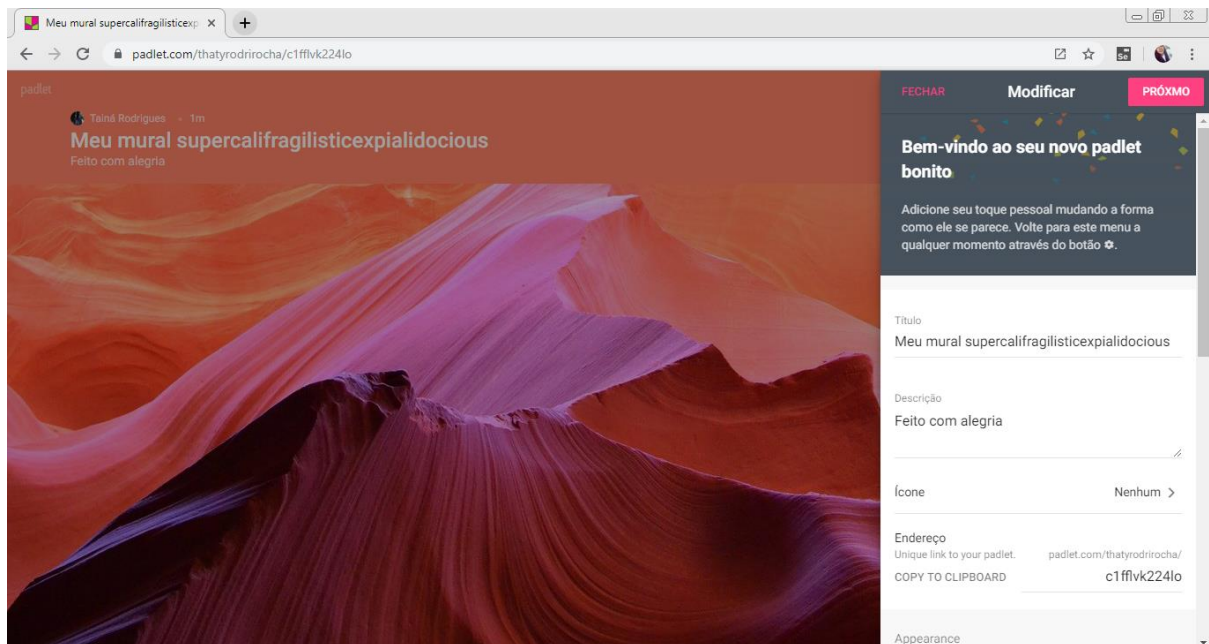 Meu mural supercalifragilisticexp
padlet.com/thatyrodrirocha/c1fflvk224lo
Se
padlet
Tainá Rodrigues 1m
Meu mural supercalifragilisticexpialidocious
Feito com alegria
FECHAR Modificar PRÓXMO
Bem-vindo ao seu novo padlet
bonito
Adicione seu toque pessoal mudando a forma
como ele se parece. Volte para este menu a
qualquer momento através do botão ⚙.
Título
Meu mural supercalifragilisticexpialidocious
Descrição
Feito com alegria
Ícone Nenhum >
Endereço
Unique link to your padlet. padlet.com/thatyrodrirocha/
COPY TO CLIPBOARD c1fflvk224lo
Appearance